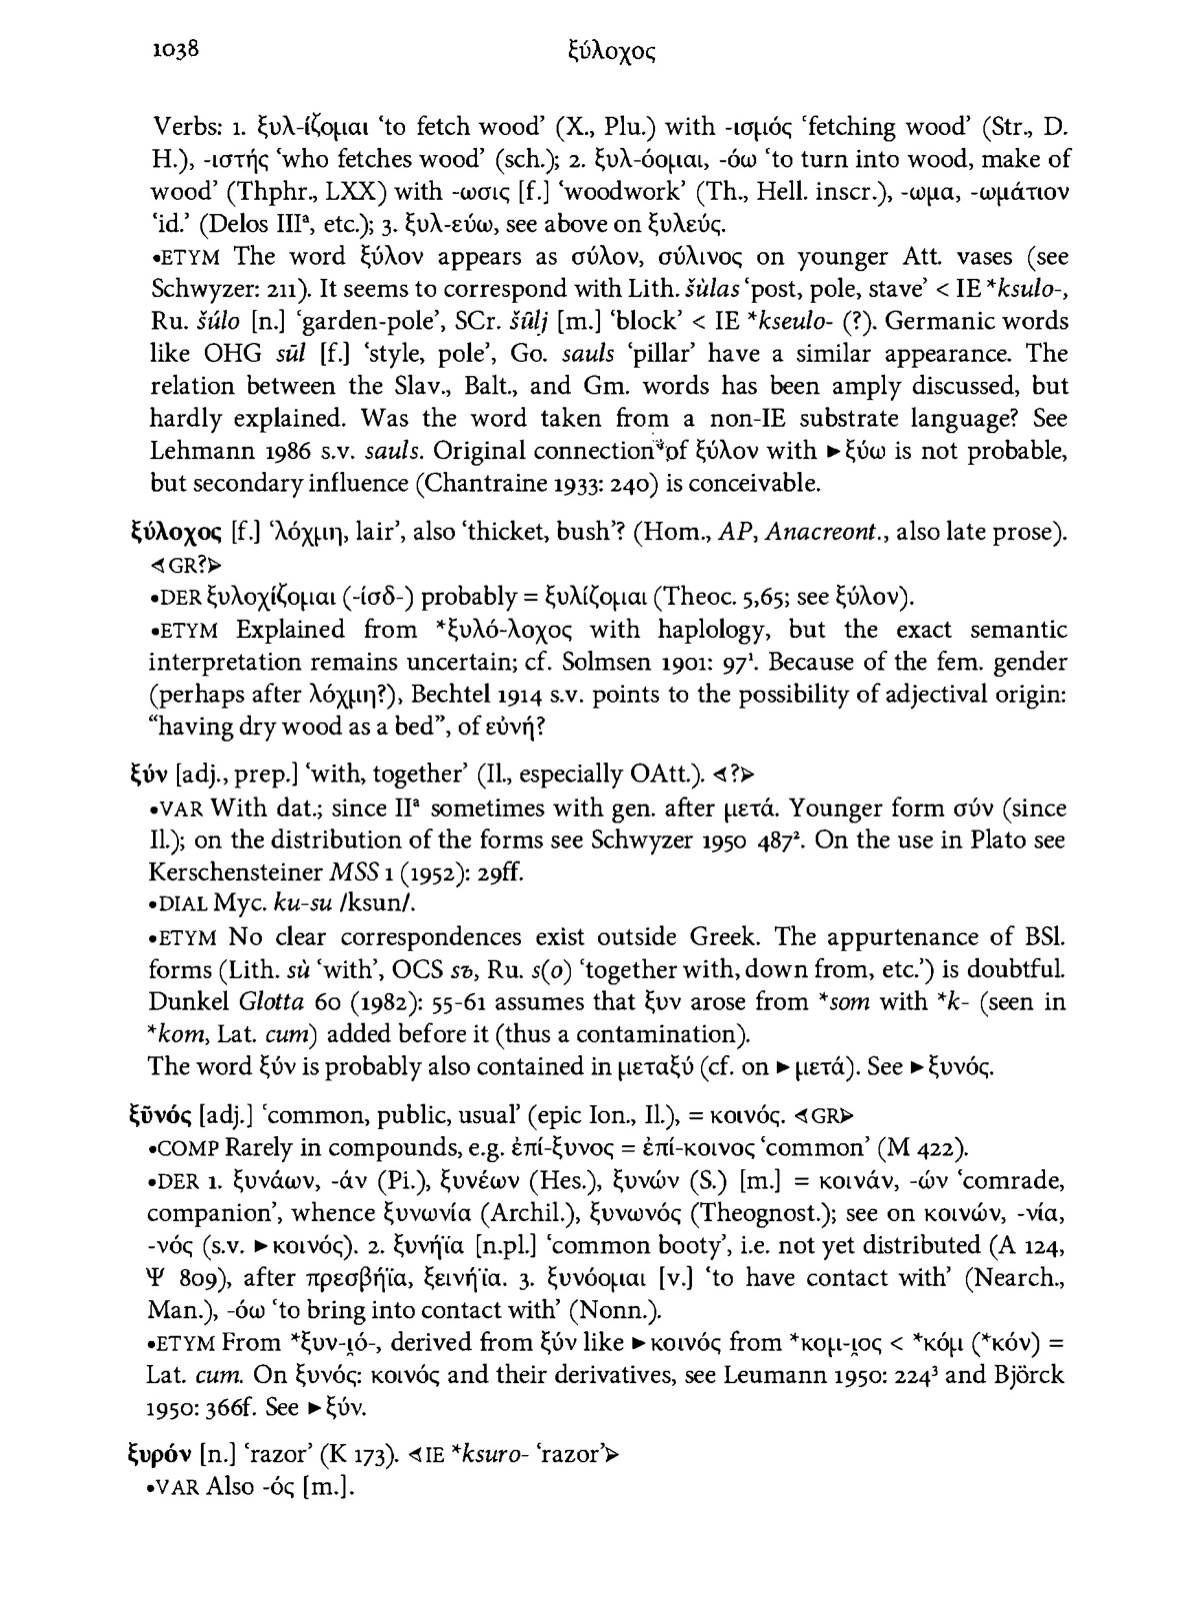 1038 ξύλοχος
Verbs: 1. ξυλ-ίζομαι ‘to fetch wood’ (X., Plu.) with -ισμός ‘fetching wood’ (Str., D.
H.), -ιστής ‘who fetches wood’ (sch.); 2. ξυλ-όομαι, -όω ‘to turn into wood, make of
wood’ (Thphr., LXX) with -ωσις [f.] ‘woodwork’ (Th., Hell. inscr.), -ωμα, -ωμάτιον
‘id.’ (Delos IIIᵃ, etc.); 3. ξυλ-εύω, see above on ξυλεύς.
•ETYM The word ξύλον appears as σύλον, σύλινος on younger Att. vases (see
Schwyzer: 211). It seems to correspond with Lith. šùlas ‘post, pole, stave’ < IE *ksulo-,
Ru. šúlo [n.] ‘garden-pole’, SCr. šȗlj [m.] ‘block’ < IE *kseulo- (?). Germanic words
like OHG sūl [f.] ‘style, pole’, Go. sauls ‘pillar’ have a similar appearance. The
relation between the Slav., Balt., and Gm. words has been amply discussed, but
hardly explained. Was the word taken from a non-IE substrate language? See
Lehmann 1986 s.v. sauls. Original connection of ξύλον with ►ξύω is not probable,
but secondary influence (Chantraine 1933: 240) is conceivable.
ξύλοχος [f.] ‘λόχμη, lair’, also ‘thicket, bush’? (Hom., AP, Anacreont., also late prose).
⋖GR?⋗
•DER ξυλοχίζομαι (-ίσδ-) probably = ξυλίζομαι (Theoc. 5,65; see ξύλον).
•ETYM Explained from *ξυλό-λοχος with haplology, but the exact semantic
interpretation remains uncertain; cf. Solmsen 1901: 97¹. Because of the fem. gender
(perhaps after λόχμη?), Bechtel 1914 s.v. points to the possibility of adjectival origin:
“having dry wood as a bed”, of εὐνή?
ξύν [adj., prep.] ‘with, together’ (Il., especially OAtt.). ⋖?⋗
•VAR With dat.; since IIᵃ sometimes with gen. after μετά. Younger form σύν (since
Il.); on the distribution of the forms see Schwyzer 1950 487². On the use in Plato see
Kerschensteiner MSS 1 (1952): 29ff.
•DIAL Myc. ku-su /ksun/.
•ETYM No clear correspondences exist outside Greek. The appurtenance of BSl.
forms (Lith. sù ‘with’, OCS sъ, Ru. s(o) ‘together with, down from, etc.’) is doubtful.
Dunkel Glotta 60 (1982): 55-61 assumes that ξυν arose from *som with *k- (seen in
*kom, Lat. cum) added before it (thus a contamination).
The word ξύν is probably also contained in μεταξύ (cf. on ►μετά). See ►ξυνός.
ξῡνός [adj.] ‘common, public, usual’ (epic Ion., Il.), = κοινός. ⋖GR⋗
•COMP Rarely in compounds, e.g. ἐπί-ξυνος = ἐπί-κοινος ‘common’ (M 422).
•DER 1. ξυνάων, -άν (Pi.), ξυνέων (Hes.), ξυνών (S.) [m.] = κοινάν, -ών ‘comrade,
companion’, whence ξυνωνία (Archil.), ξυνωνός (Theognost.); see on κοινών, -νία,
-νός (s.v. ►κοινός). 2. ξυνήϊα [n.pl.] ‘common booty’, i.e. not yet distributed (A 124,
Ψ 809), after πρεσβήϊα, ξεινήϊα. 3. ξυνόομαι [v.] ‘to have contact with’ (Nearch.,
Man.), -όω ‘to bring into contact with’ (Nonn.).
•ETYM From *ξυν-ι̯ό-, derived from ξύν like ►κοινός from *κομ-ι̯ος < *κόμ (*κόν) =
Lat. cum. On ξυνός: κοινός and their derivatives, see Leumann 1950: 224³ and Björck
1950: 366f. See ►ξύν.
ξυρόν [n.] ‘razor’ (K 173). ⋖IE *ksuro- ‘razor’⋗
•VAR Also -ός [m.].